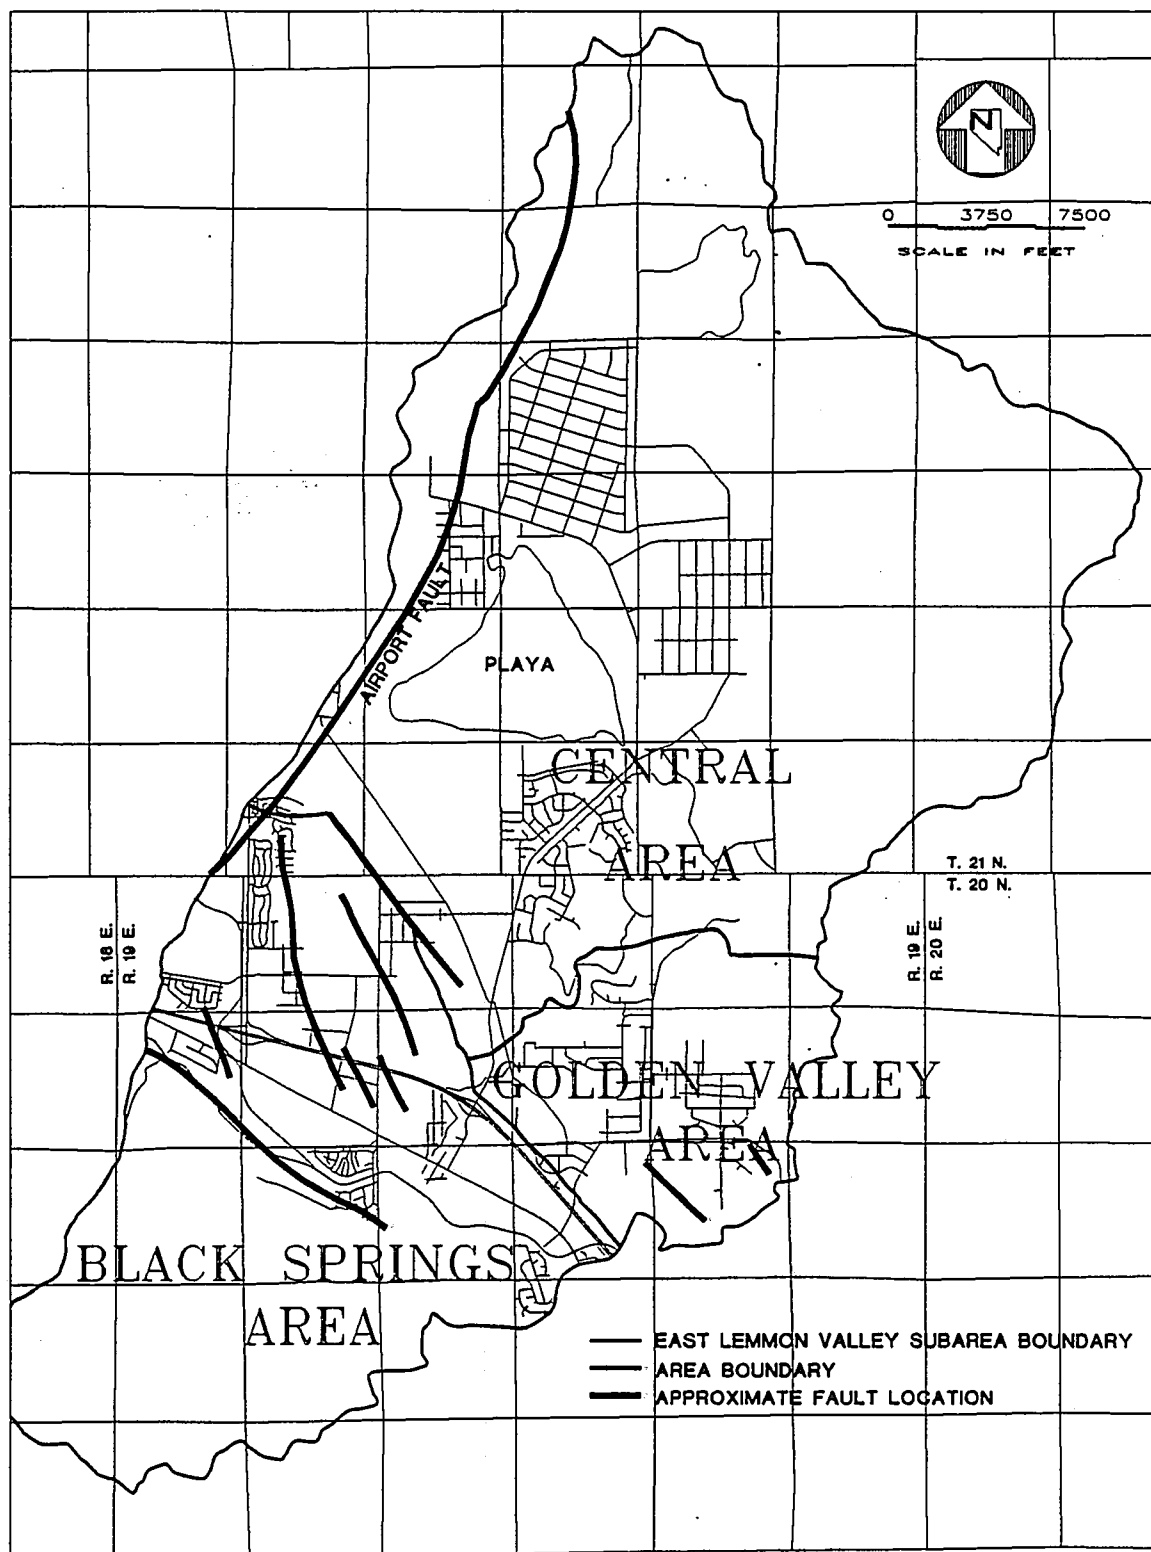 N
0 3750 7500
SCALE IN FEET
AIRPORT FAULT
PLAYA
CENTRAL
AREA
T. 21 N.
T. 20 N.
R. 18 E.
R. 19 E.
R. 19 E.
R. 20 E.
GOLDEN VALLEY
AREA
BLACK SPRINGS
AREA
EAST LEMMON VALLEY SUBAREA BOUNDARY
AREA BOUNDARY
APPROXIMATE FAULT LOCATION